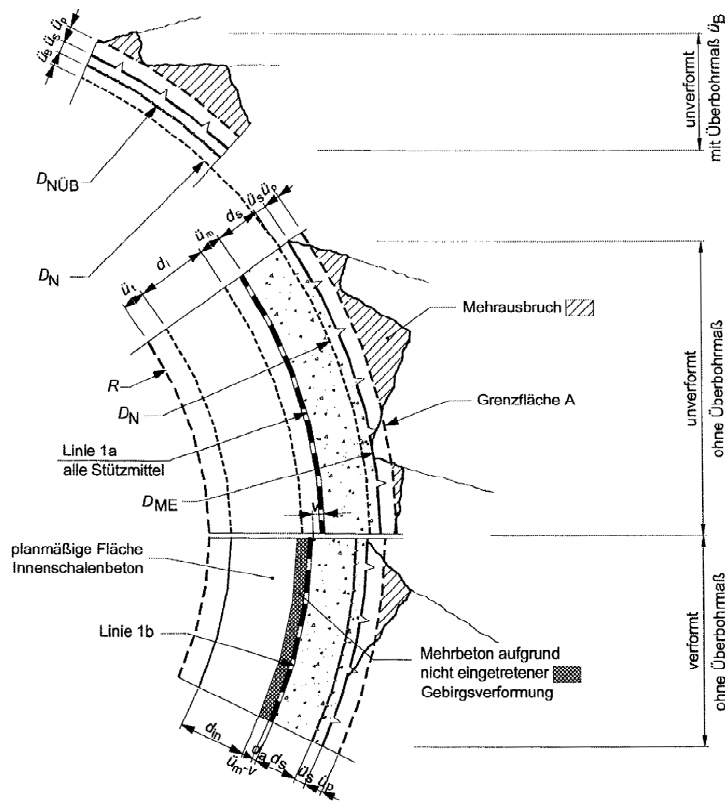 ü_B ü_S ü_p
unverformt
mit Überbohrmaß ü_B
D_NÜB
D_N
ü_t d_i ü_m d_s ü_S ü_p
Mehrausbruch
R
D_N
Grenzfläche A
Linie 1a
alle Stützmittel
D_ME
v
unverformt
ohne Überbohrmaß
planmäßige Fläche
Innenschalenbeton
Linie 1b
Mehrbeton aufgrund
nicht eingetretener
Gebirgsverformung
verformt
ohne Überbohrmaß
d_in ü_m-v d_s ü_S ü_p